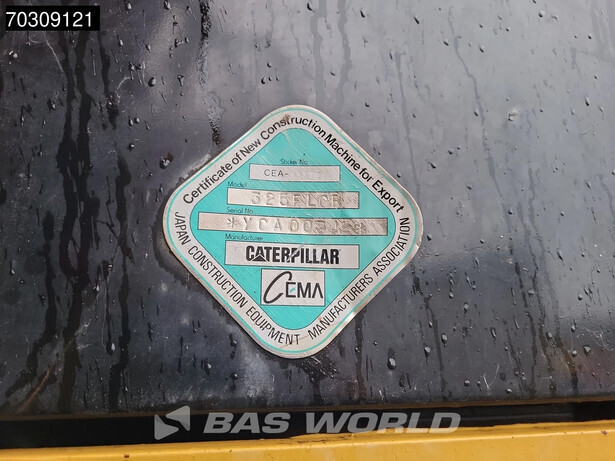 70309121
Certificate of New Construction Machine for Export
Sticker No.
CEA-
Model
325FLCR
Serial No.
Manufacturer
CATERPILLAR
CEMA
JAPAN CONSTRUCTION EQUIPMENT MANUFACTURERS ASSOCIATION
BAS WORLD